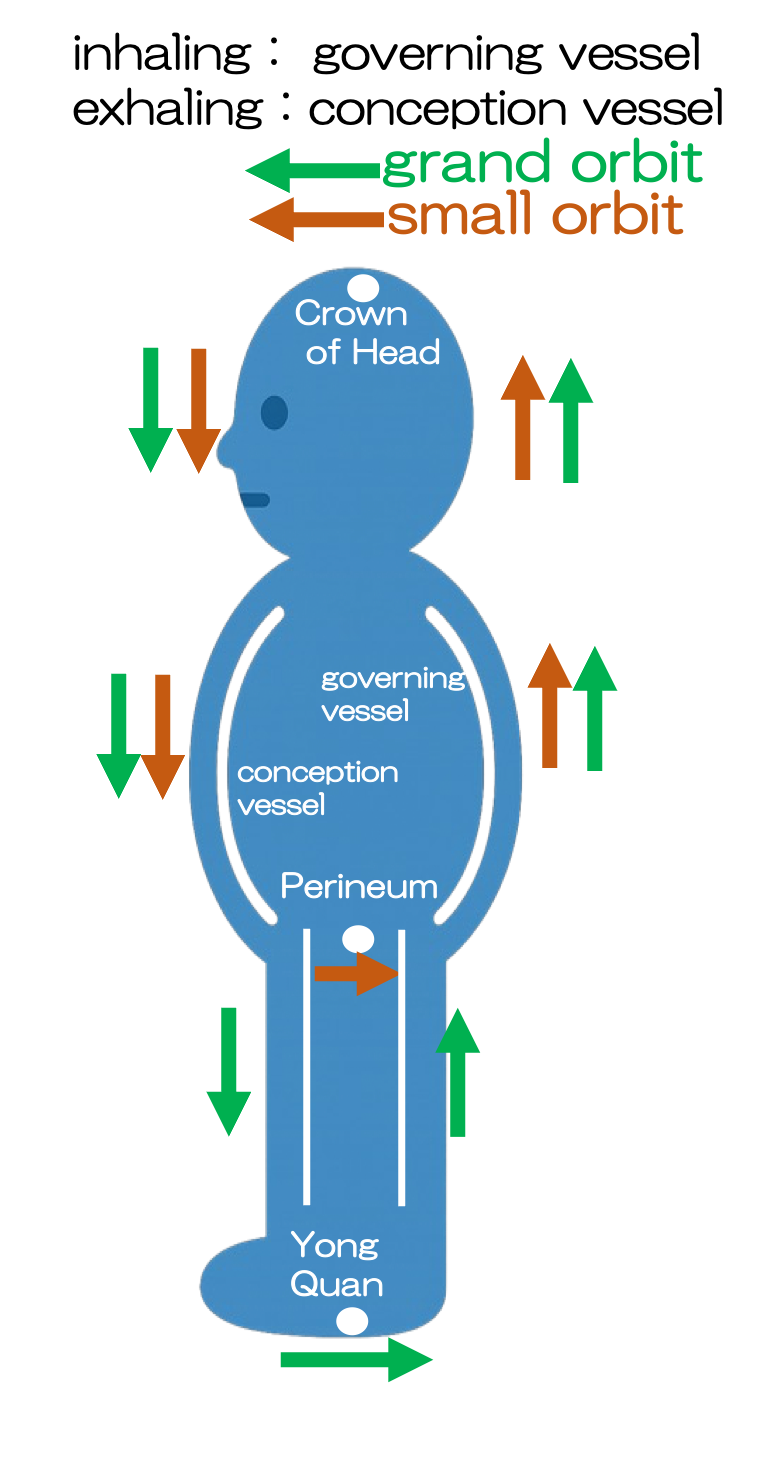 inhaling : governing vessel
exhaling : conception vessel
grand orbit
small orbit
Crown
of Head
governing
vessel
conception
vessel
Perineum
Yong
Quan